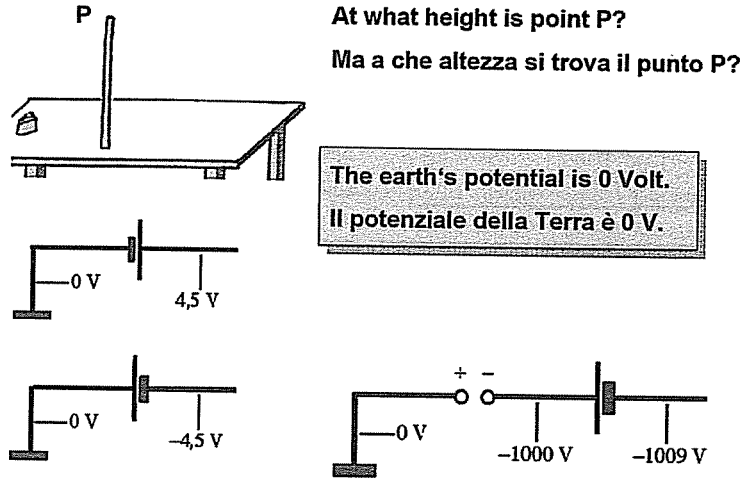 P
At what height is point P?
Ma a che altezza si trova il punto P?
The earth's potential is 0 Volt.
Il potenziale della Terra è 0 V.
0 V
4,5 V
0 V
–4,5 V
+ –
0 V
–1000 V
–1009 V